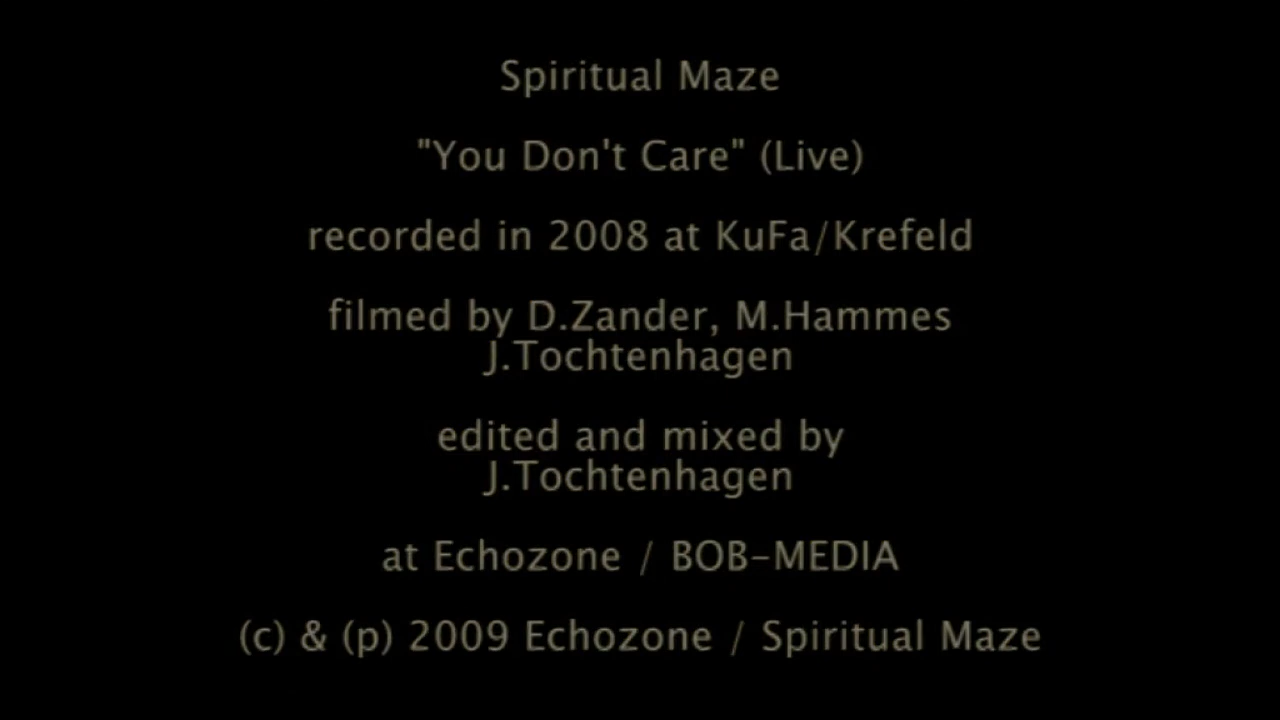 Spiritual Maze
"You Don't Care" (Live)
recorded in 2008 at KuFa/Krefeld
filmed by D.Zander, M.Hammes
J.Tochtenhagen
edited and mixed by
J.Tochtenhagen
at Echozone / BOB-MEDIA
(c) & (p) 2009 Echozone / Spiritual Maze